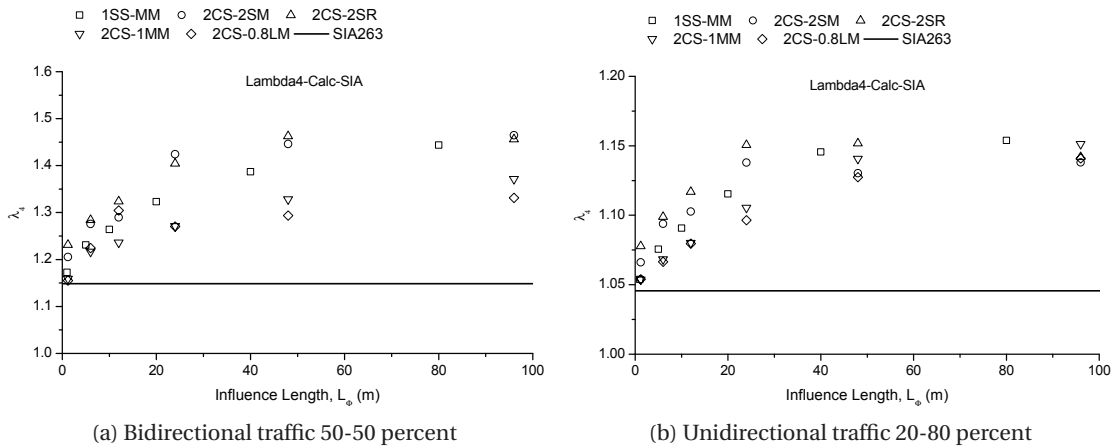 1SS-MM 2CS-2SM 2CS-2SR
2CS-1MM 2CS-0.8LM SIA263
Lambda4-Calc-SIA
λ4
1.6
1.5
1.4
1.3
1.2
1.1
1.0
0 20 40 60 80 100
Influence Length, LΦ (m)
(a) Bidirectional traffic 50-50 percent
1SS-MM 2CS-2SM 2CS-2SR
2CS-1MM 2CS-0.8LM SIA263
Lambda4-Calc-SIA
λ4
1.20
1.15
1.10
1.05
1.00
0 20 40 60 80 100
Influence Length, LΦ (m)
(b) Unidirectional traffic 20-80 percent